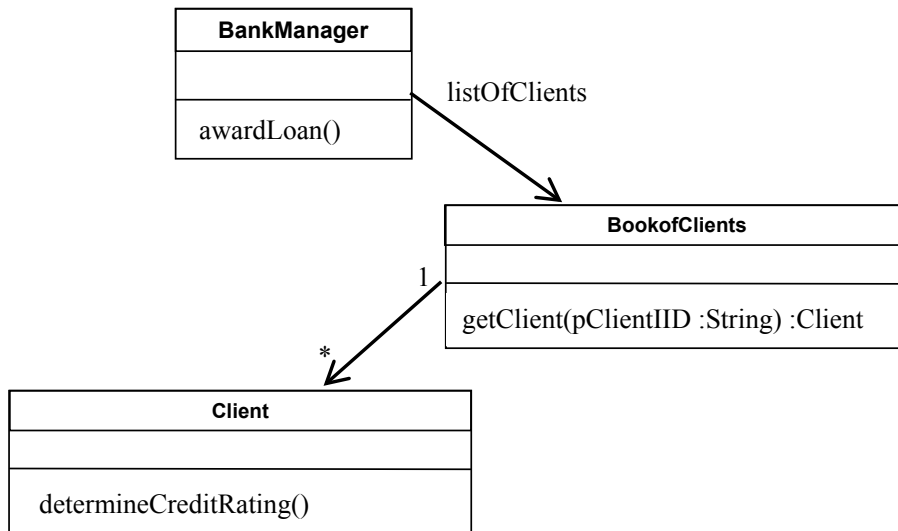 BankManager
listOfClients
awardLoan()
BookofClients
1
getClient(pClientIID :String) :Client
*
Client
determineCreditRating()